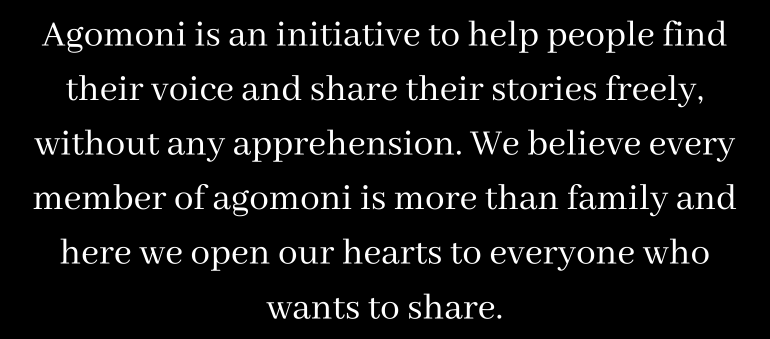 Agomoni is an initiative to help people find
their voice and share their stories freely,
without any apprehension. We believe every
member of agomoni is more than family and
here we open our hearts to everyone who
wants to share.